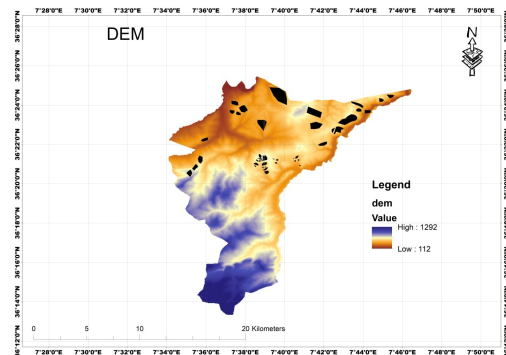 7°28'0"E 7°30'0"E 7°32'0"E 7°34'0"E 7°36'0"E 7°38'0"E 7°40'0"E 7°42'0"E 7°44'0"E 7°46'0"E 7°48'0"E 7°50'0"E
DEM
N
36°28'0"N
36°26'0"N
36°24'0"N
36°22'0"N
36°20'0"N
36°18'0"N
36°16'0"N
36°14'0"N
36°12'0"N
Legend
dem
Value
High : 1292
Low : 112
0 5 10 20 Kilometers
7°28'0"E 7°30'0"E 7°32'0"E 7°34'0"E 7°36'0"E 7°38'0"E 7°40'0"E 7°42'0"E 7°44'0"E 7°46'0"E 7°48'0"E 7°50'0"E